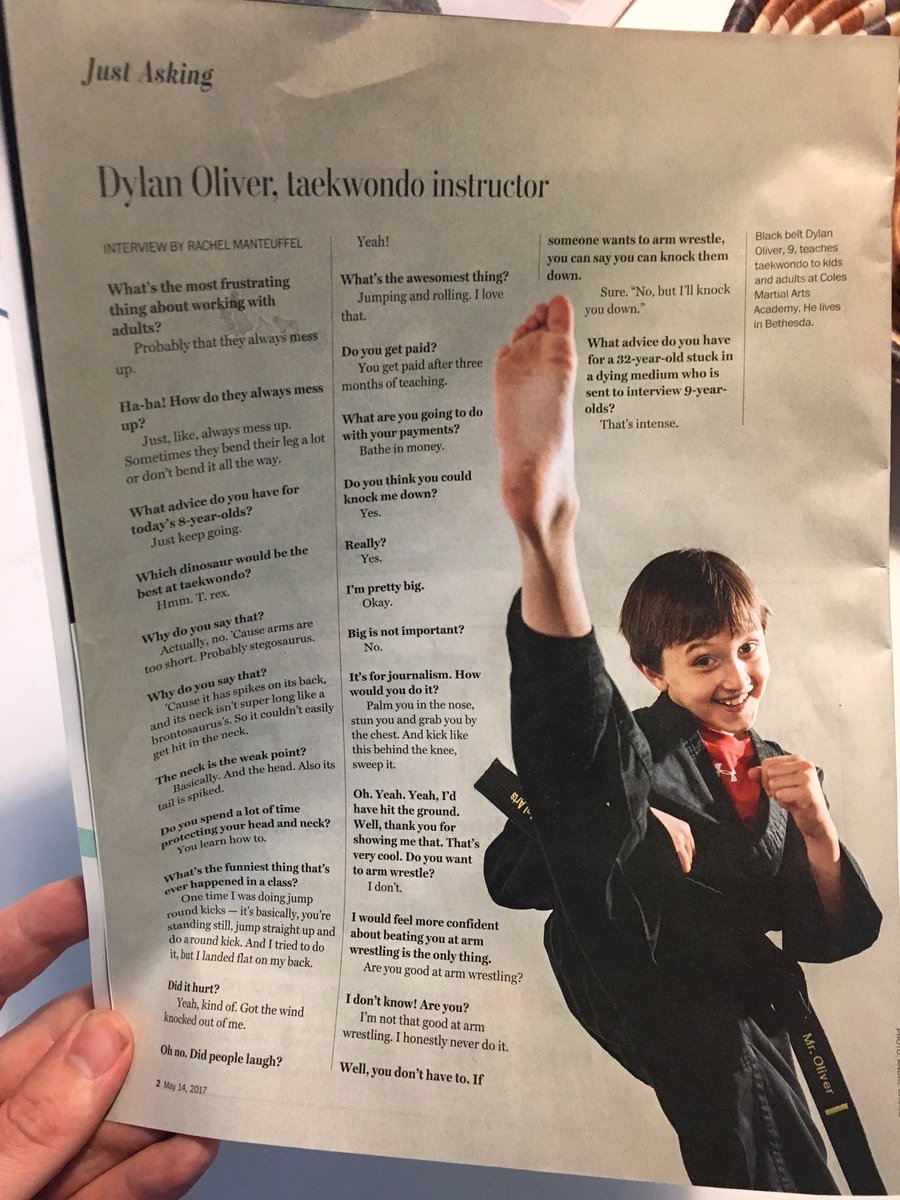 Just Asking
Dylan Oliver, taekwondo instructor
INTERVIEW BY RACHEL MANTEUFFEL
What's the most frustrating
thing about working with
adults?
Probably that they always mess
up.
Ha-ha! How do they always mess
up?
Just, like, always mess up.
Sometimes they bend their leg a lot
or don't bend it all the way.
What advice do you have for
today's 8-year-olds?
Just keep going.
Which dinosaur would be the
best at taekwondo?
Hmm. T. rex.
Why do you say that?
Actually, no. 'Cause arms are
too short. Probably stegosaurus.
Why do you say that?
'Cause it has spikes on its back,
and its neck isn't super long like a
brontosaurus's. So it couldn't easily
get hit in the neck.
The neck is the weak point?
Basically. And the head. Also its
tail is spiked.
Do you spend a lot of time
protecting your head and neck?
You learn how to.
What's the funniest thing that's
ever happened in a class?
One time I was doing jump
round kicks — it's basically, you're
standing still, jump straight up and
do a round kick. And I tried to do
it, but I landed flat on my back.
Did it hurt?
Yeah, kind of. Got the wind
knocked out of me.
Oh no. Did people laugh?
Yeah!
What's the awesomest thing?
Jumping and rolling. I love
that.
Do you get paid?
You get paid after three
months of teaching.
What are you going to do
with your payments?
Bathe in money.
Do you think you could
knock me down?
Yes.
Really?
Yes.
I'm pretty big.
Okay.
Big is not important?
No.
It's for journalism. How
would you do it?
Palm you in the nose,
stun you and grab you by
the chest. And kick like
this behind the knee,
sweep it.
Oh. Yeah. Yeah, I'd
have hit the ground.
Well, thank you for
showing me that. That's
very cool. Do you want
to arm wrestle?
I don't.
I would feel more confident
about beating you at arm
wrestling is the only thing.
Are you good at arm wrestling?
I don't know! Are you?
I'm not that good at arm
wrestling. I honestly never do it.
Well, you don't have to. If
someone wants to arm wrestle,
you can say you can knock them
down.
Sure. "No, but I'll knock
you down."
What advice do you have
for a 32-year-old stuck in
a dying medium who is
sent to interview 9-year-
olds?
That's intense.
Black belt Dylan
Oliver, 9, teaches
taekwondo to kids
and adults at Coles
Martial Arts
Academy. He lives
in Bethesda.
Arts
Mr. Oliver
2 May 14, 2017